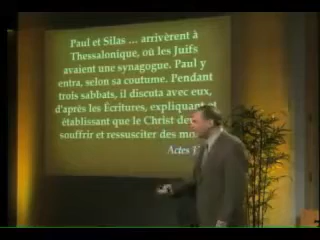 Paul et Silas ... arrivèrent à
Thessalonique, où les Juifs
avaient une synagogue. Paul y
entra, selon sa coutume. Pendant
trois sabbats, il discuta avec eux,
d'après les Écritures, expliquant et
établissant que le Christ
souffrir et ressusciter des
Actes